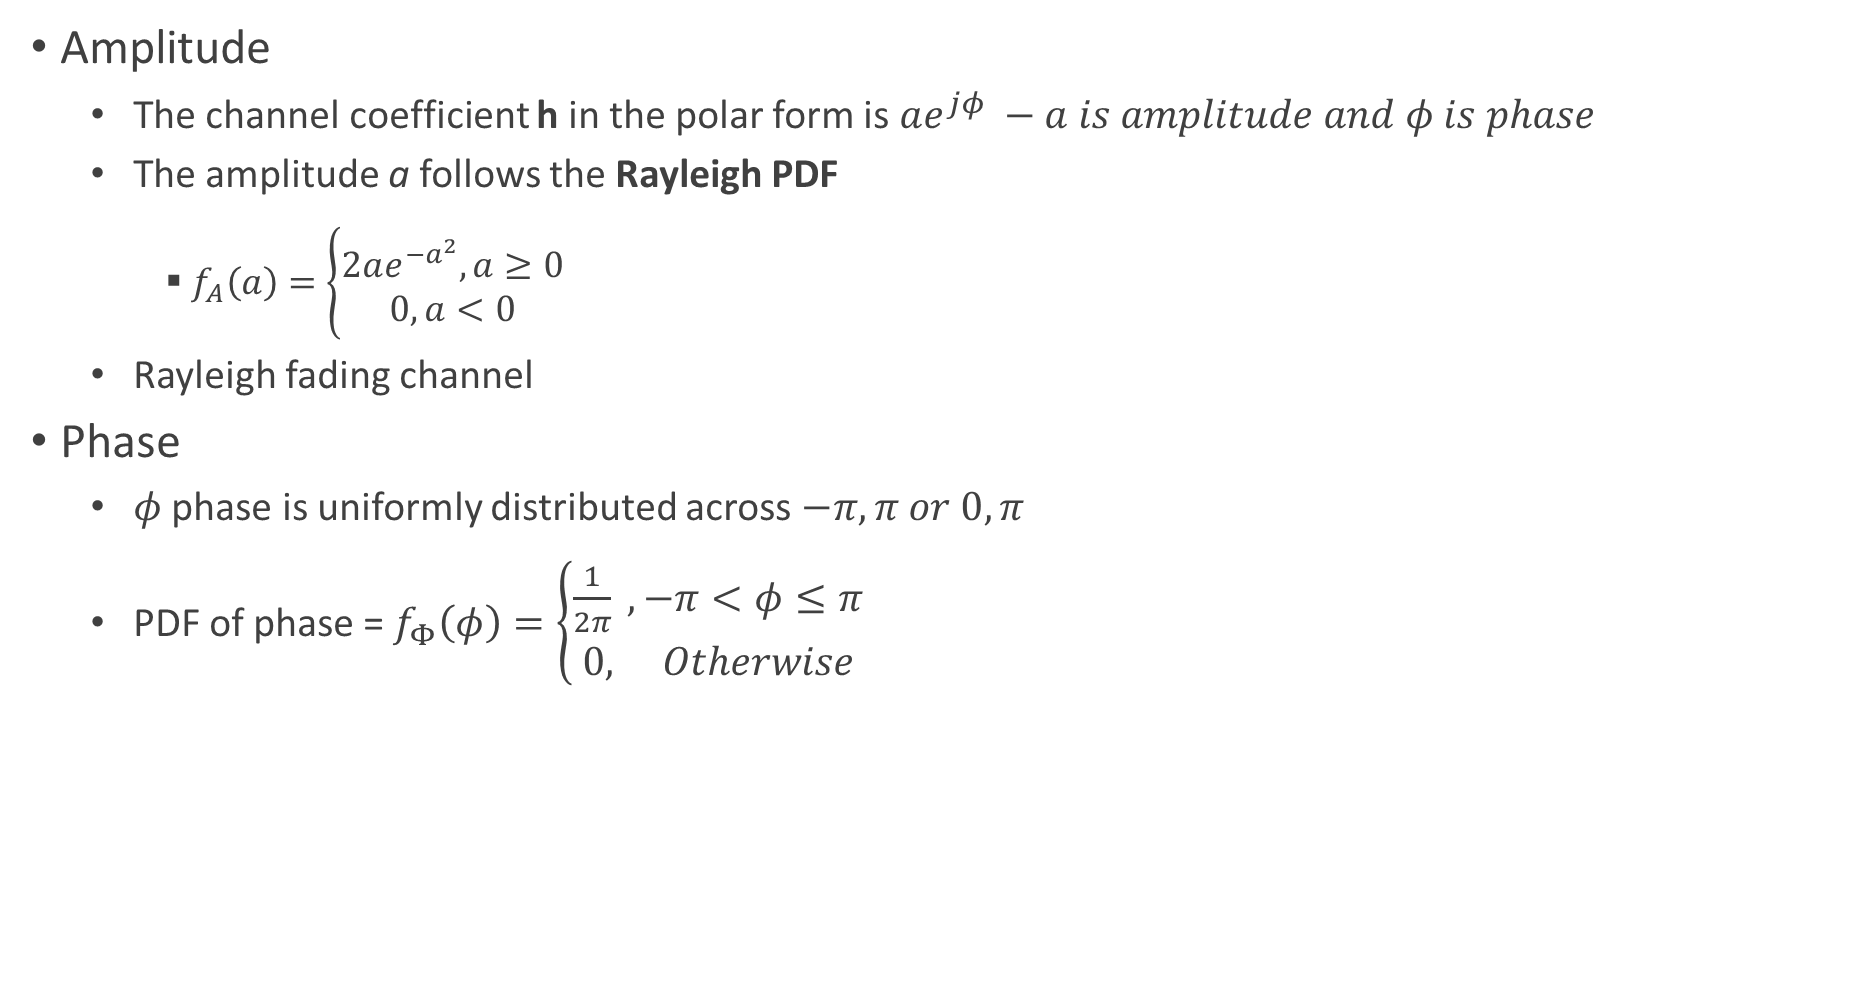 • Amplitude
• The channel coefficient h in the polar form is 𝑎𝑒^{𝑗𝜙} − 𝑎 𝑖𝑠 𝑎𝑚𝑝𝑙𝑖𝑡𝑢𝑑𝑒 𝑎𝑛𝑑 𝜙 𝑖𝑠 𝑝ℎ𝑎𝑠𝑒
• The amplitude a follows the Rayleigh PDF
▪ f_A(a) = { 2ae^{−a²}, a ≥ 0
0, a < 0
• Rayleigh fading channel
• Phase
• ϕ phase is uniformly distributed across −π, π or 0, π
• PDF of phase = f_Φ(ϕ) = { 1/2π , −π < ϕ ≤ π
0, Otherwise